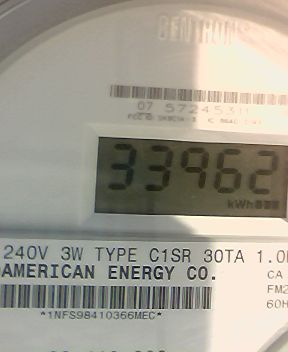 CENTRON
07 57245311
33962
kWh
240V 3W TYPE C1SR 30TA 1.0
CA
AMERICAN ENERGY CO.
FM2
60H
*1NFS98410366MEC*